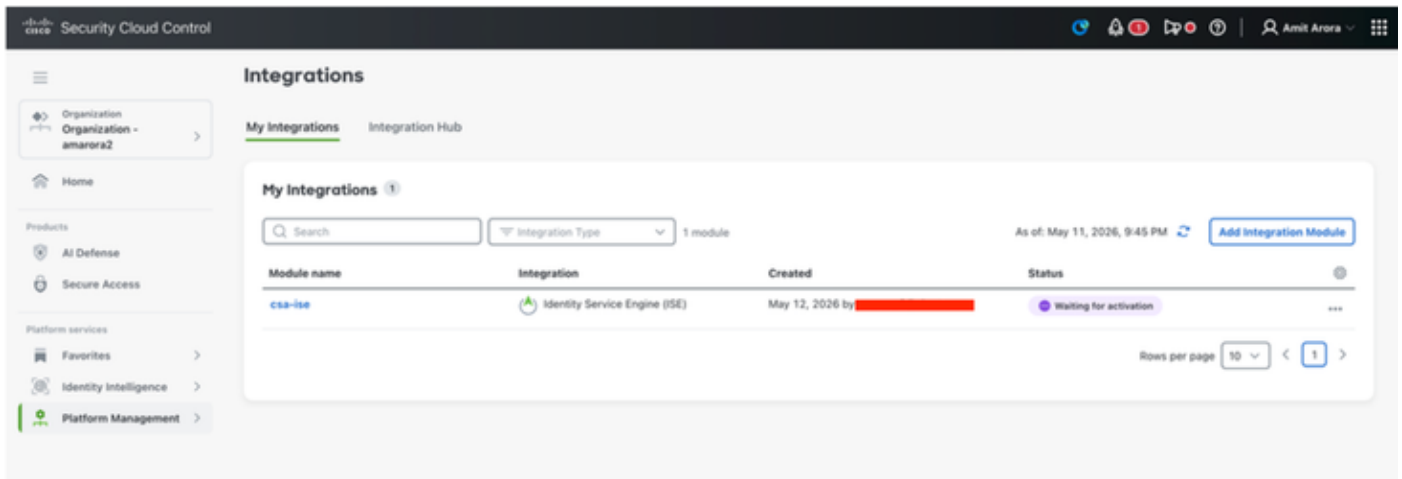 cisco Security Cloud Control
1 Amit Arora
Integrations
Organization
Organization -
amarora2
My Integrations Integration Hub
Home
My Integrations 1
Products
Search Integration Type 1 module As of: May 11, 2026, 9:45 PM Add Integration Module
AI Defense
Module name Integration Created Status
Secure Access
csa-ise Identity Service Engine (ISE) May 12, 2026 by Waiting for activation
Platform services
Favorites
Rows per page 10 1
Identity Intelligence
Platform Management